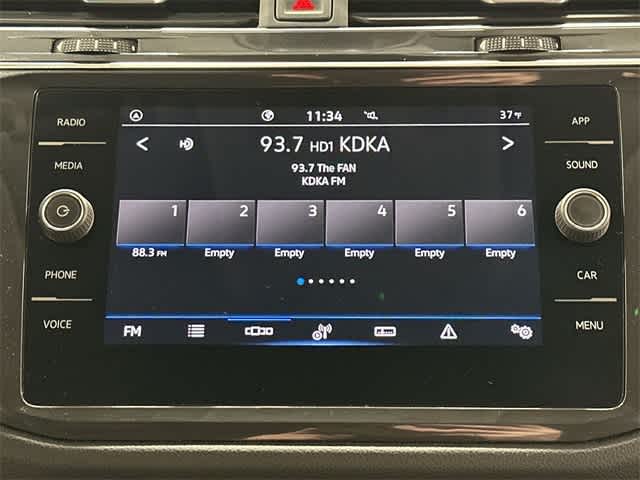 11:34
37°F
RADIO
APP
< 93.7 HD1 KDKA >
HD
93.7 The FAN
KDKA FM
MEDIA
SOUND
1 2 3 4 5 6
88.3 FM Empty Empty Empty Empty Empty
PHONE
CAR
VOICE
FM
MENU